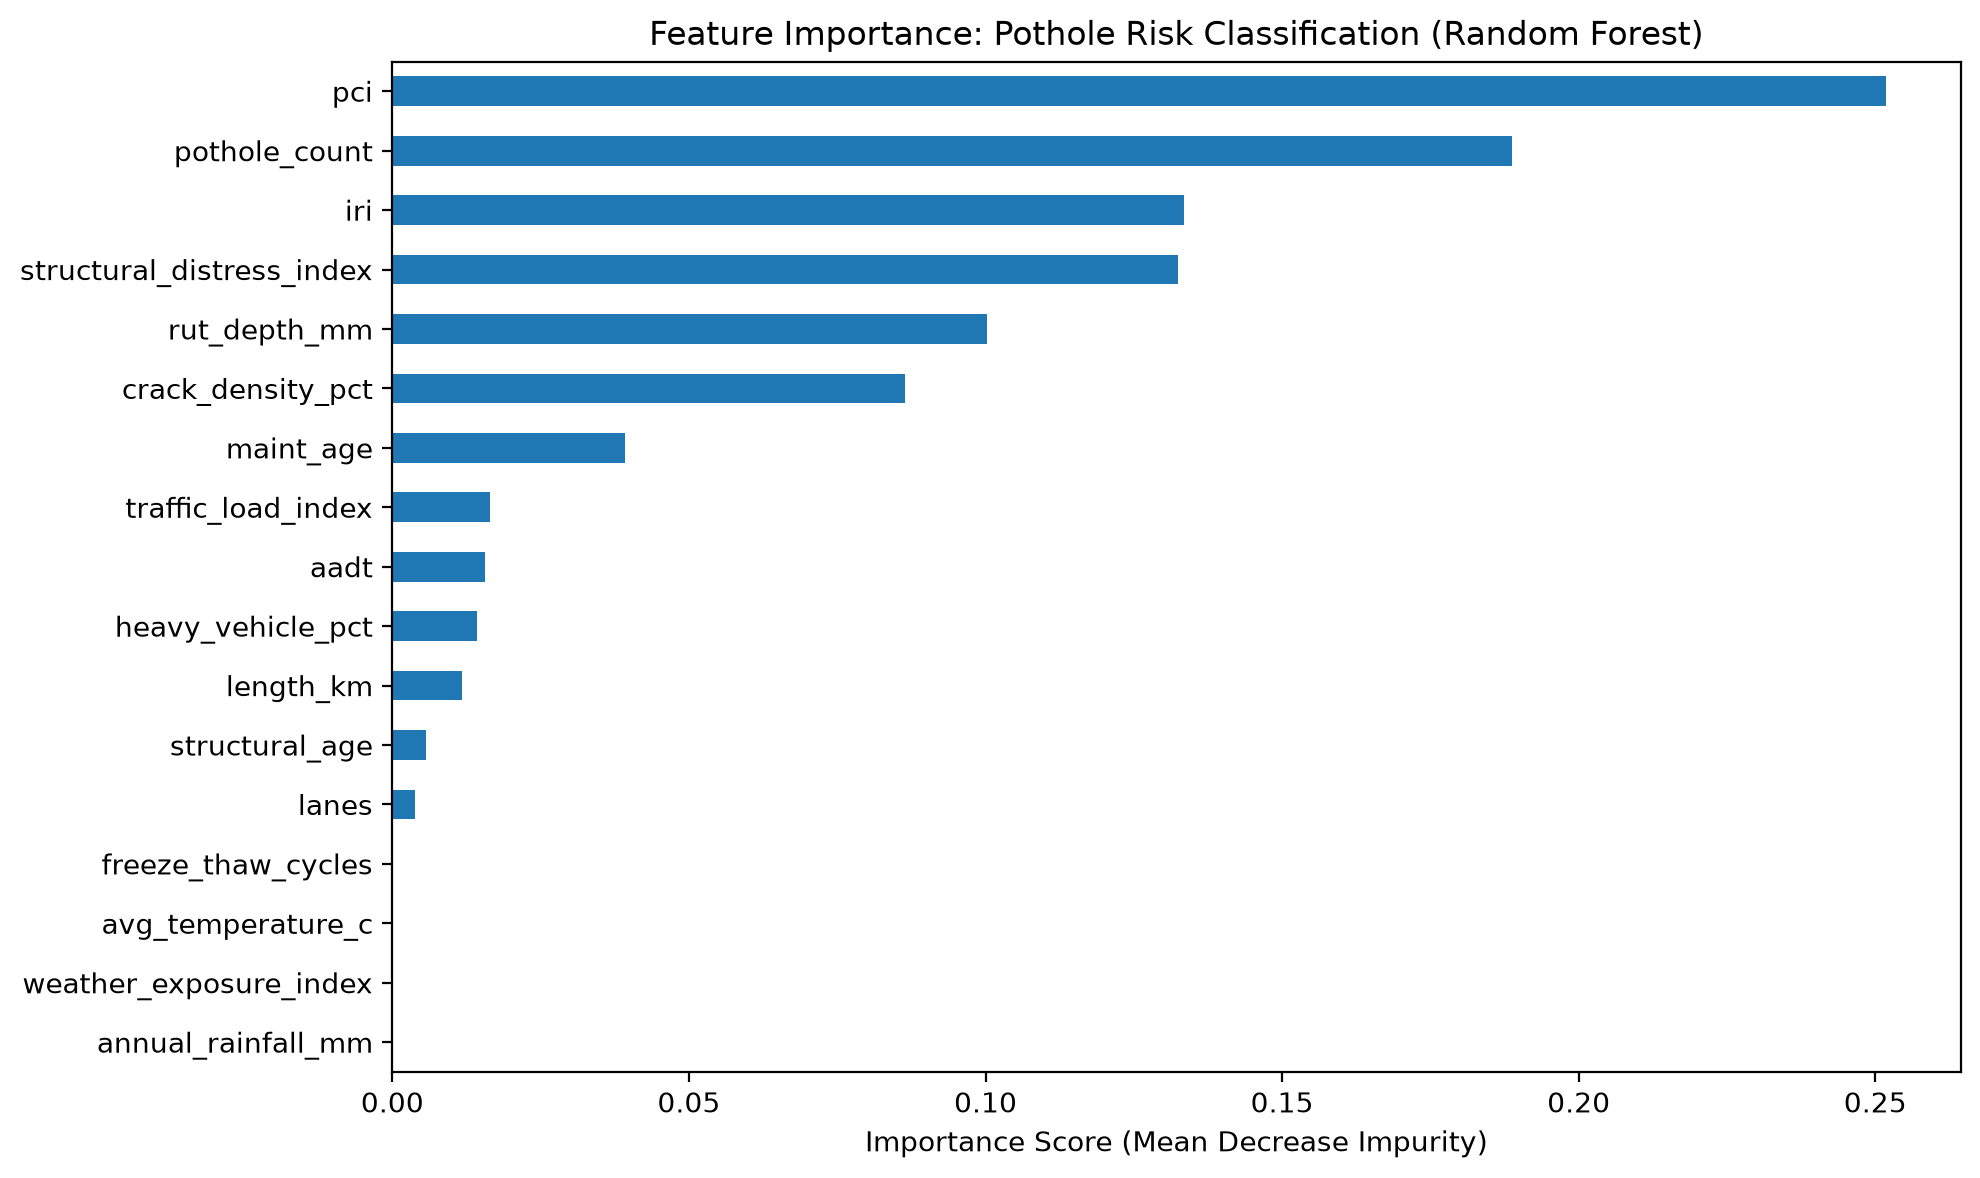 Feature Importance: Pothole Risk Classification (Random Forest)
pci
pothole_count
iri
structural_distress_index
rut_depth_mm
crack_density_pct
maint_age
traffic_load_index
aadt
heavy_vehicle_pct
length_km
structural_age
lanes
freeze_thaw_cycles
avg_temperature_c
weather_exposure_index
annual_rainfall_mm
0.00 0.05 0.10 0.15 0.20 0.25
Importance Score (Mean Decrease Impurity)